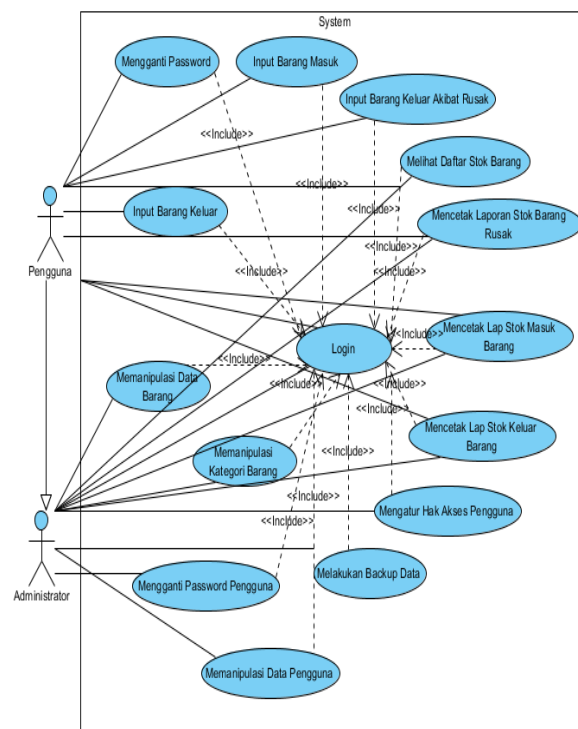 System
Mengganti Password
Input Barang Masuk
Input Barang Keluar Akibat Rusak
<<Include>>
<<Include>>
Melihat Daftar Stok Barang
<<Include>>
Input Barang Keluar
Mencetak Laporan Stok Barang
Rusak
<<Include>>
Pengguna
<<Include>>
<<Include>>
Mencetak Lap Stok Masuk
Barang
<<Include>>
Login
Memanipulasi Data
Barang
<<Include>>
<<Include>>
Mencetak Lap Stok Keluar
Barang
<<Include>>
Memanipulasi
Kategori Barang
<<Include>>
<<Include>>
Mengatur Hak Akses Pengguna
<<Include>>
Administrator
Mengganti Password Pengguna
Melakukan Backup Data
Memanipulasi Data Pengguna